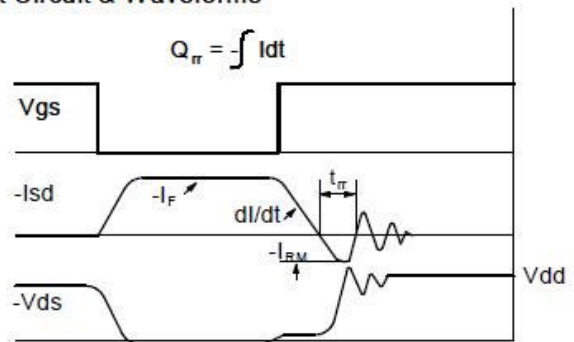 t Circuit & Waveforms
Qrr = -∫ Idt
Vgs
trr
-Isd
-IF
dI/dt
-IRM
Vdd
-Vds